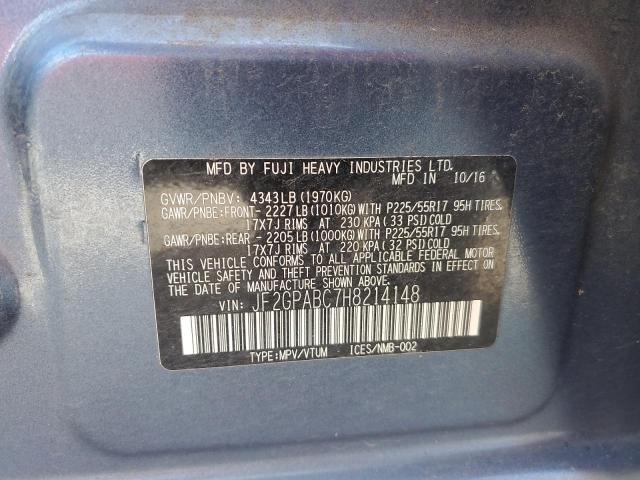 MFD BY FUJI HEAVY INDUSTRIES LTD.
MFD IN 10/16
GVWR/PNBV: 4343LB(1970KG)
GAWR/PNBE:FRONT- 2227LB(1010KG)WITH P225/55R17 95H TIRES,
17X7J RIMS AT 230 KPA(33 PSI)COLD
GAWR/PNBE:REAR - 2205LB(1000KG)WITH P225/55R17 95H TIRES,
17X7J RIMS AT 220 KPA(32 PSI)COLD
THIS VEHICLE CONFORMS TO ALL APPLICABLE FEDERAL MOTOR
VEHICLE SAFETY AND THEFT PREVENTION STANDARDS IN EFFECT
ON THE DATE OF MANUFACTURE SHOWN ABOVE.
VIN: JF2GPABC7H8214148
TYPE:MPV/VTUM ICES/NMB-002